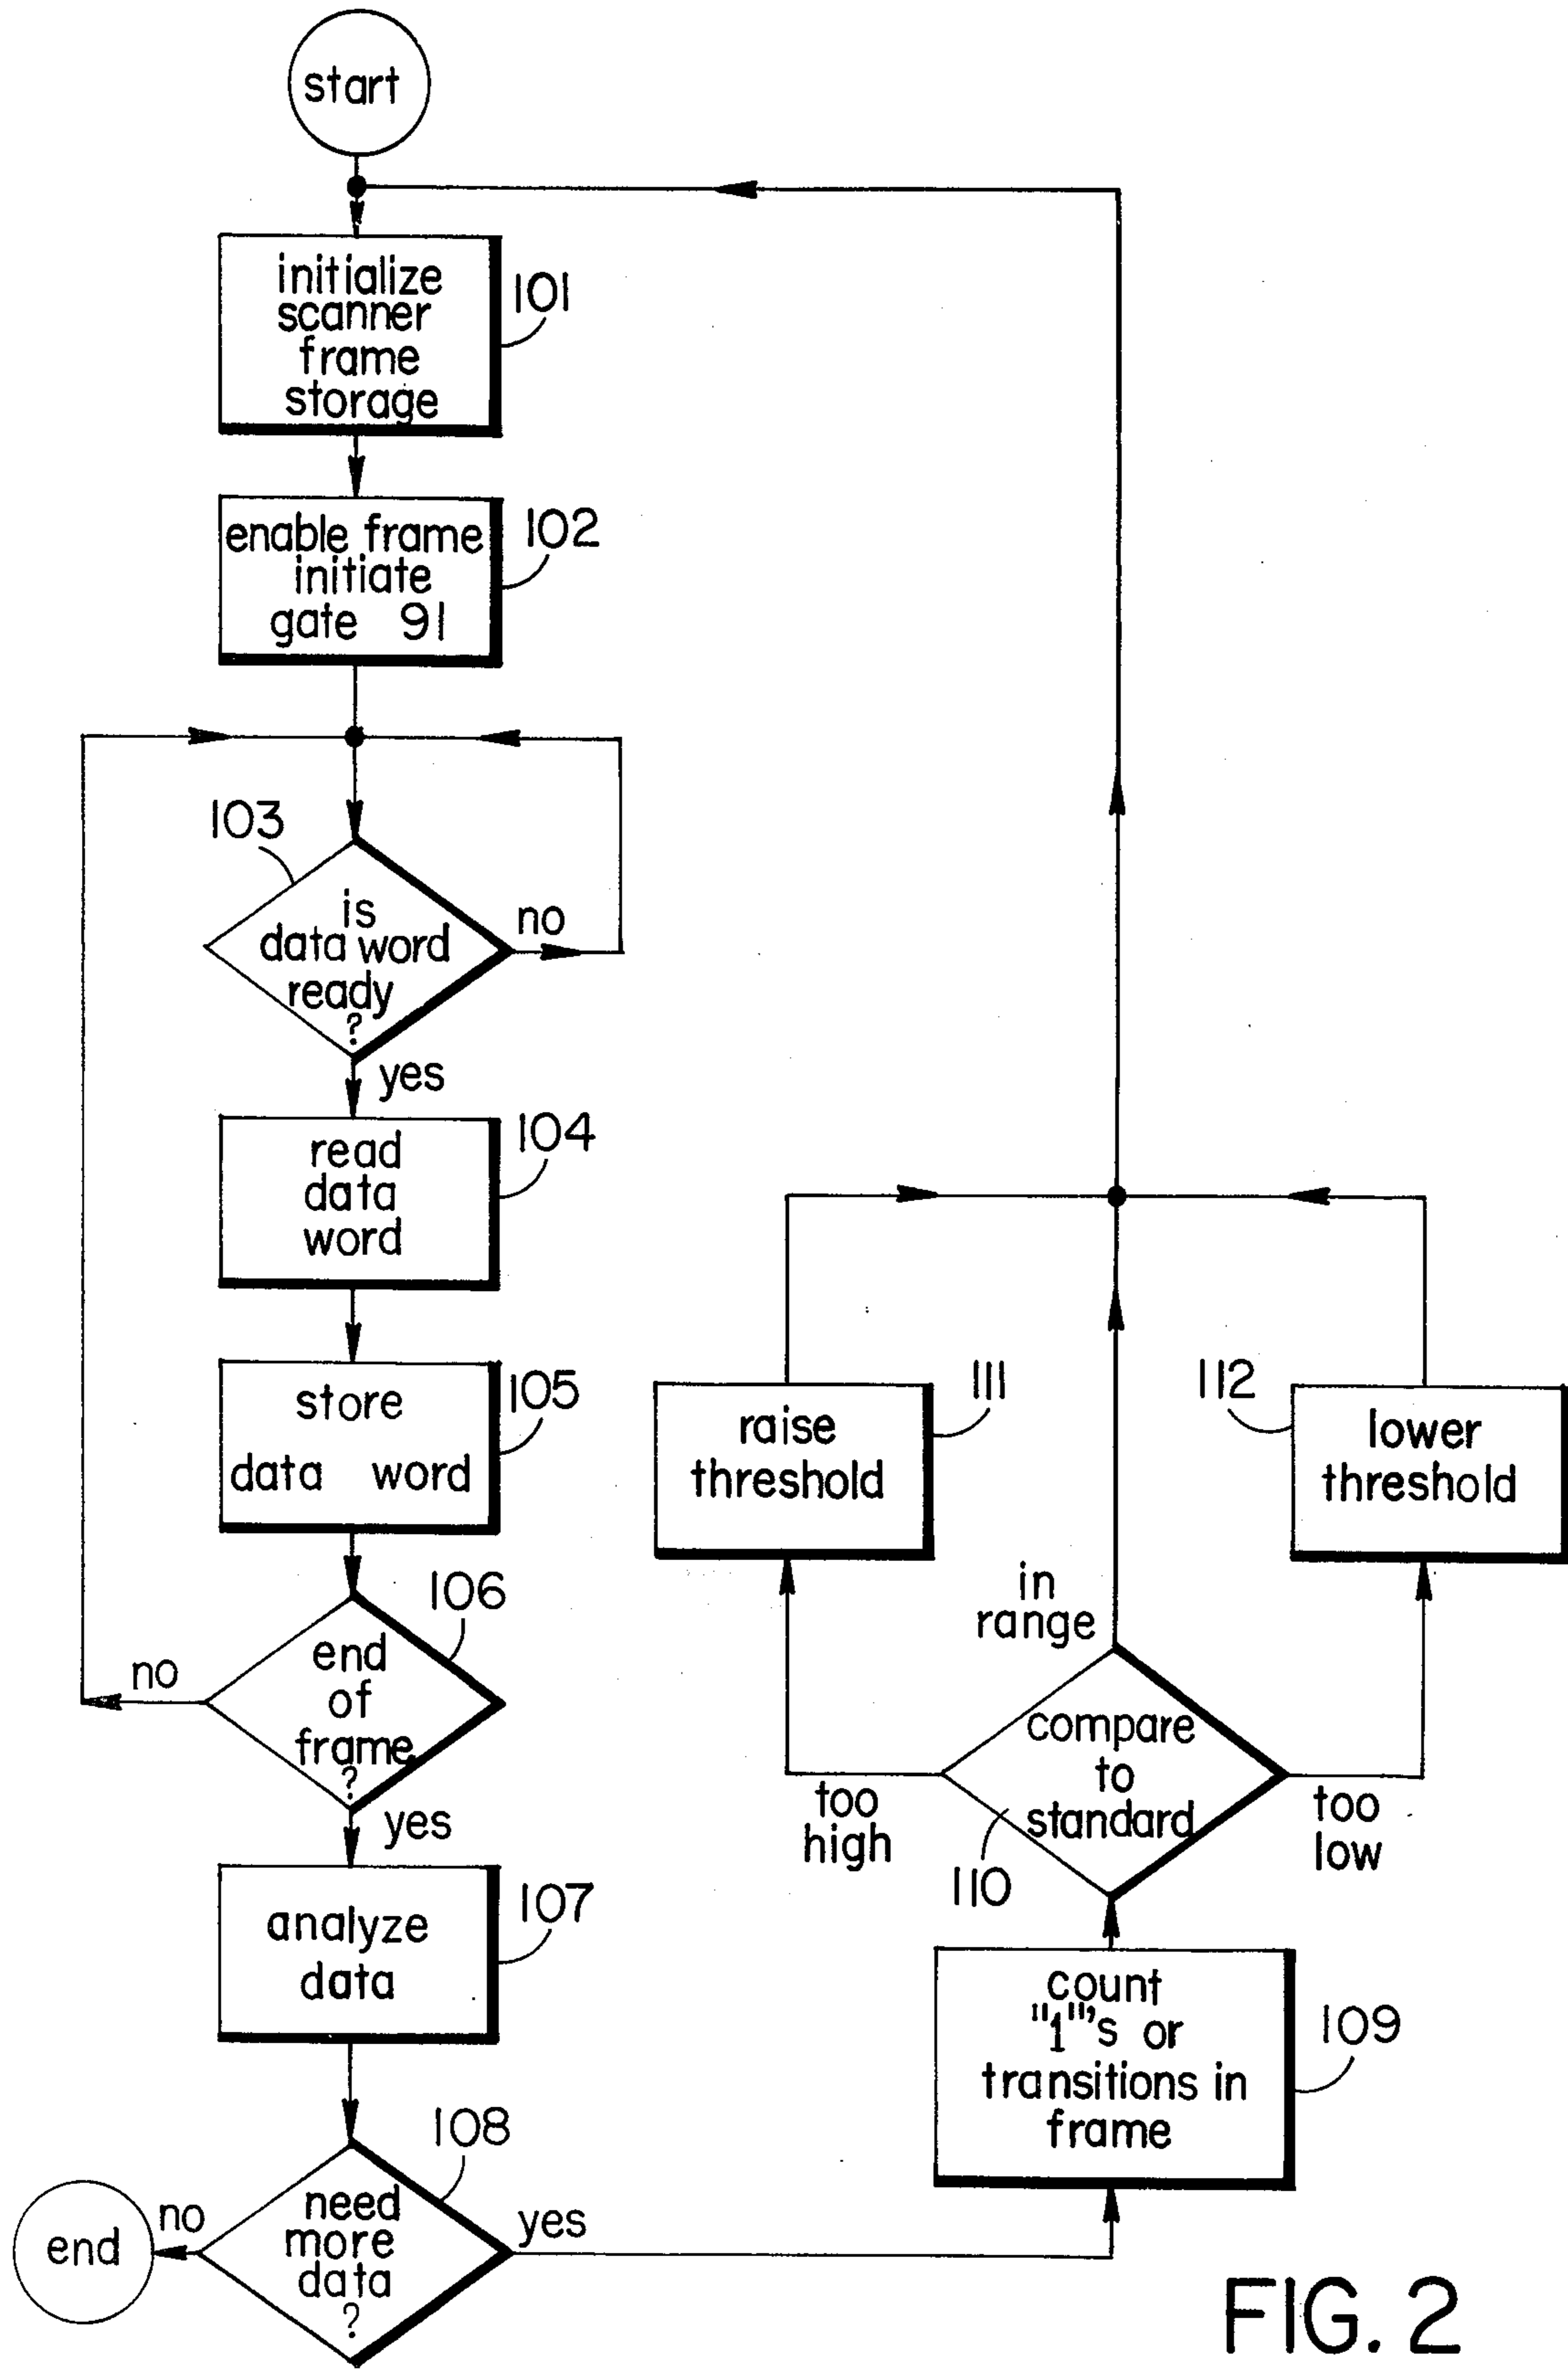 start
initialize
scanner
frame
storage
101
enable frame
initiate
gate 91
102
103
is
data word
ready
?
no
yes
read
data
word
104
store
data word
105
106
end
of
frame
?
no
yes
analyze
data
107
108
need
more
data
?
no
end
yes
count
"1"'s or
transitions in
frame
109
compare
to
standard
110
too
high
in
range
too
low
raise
threshold
111
lower
threshold
112
FIG. 2